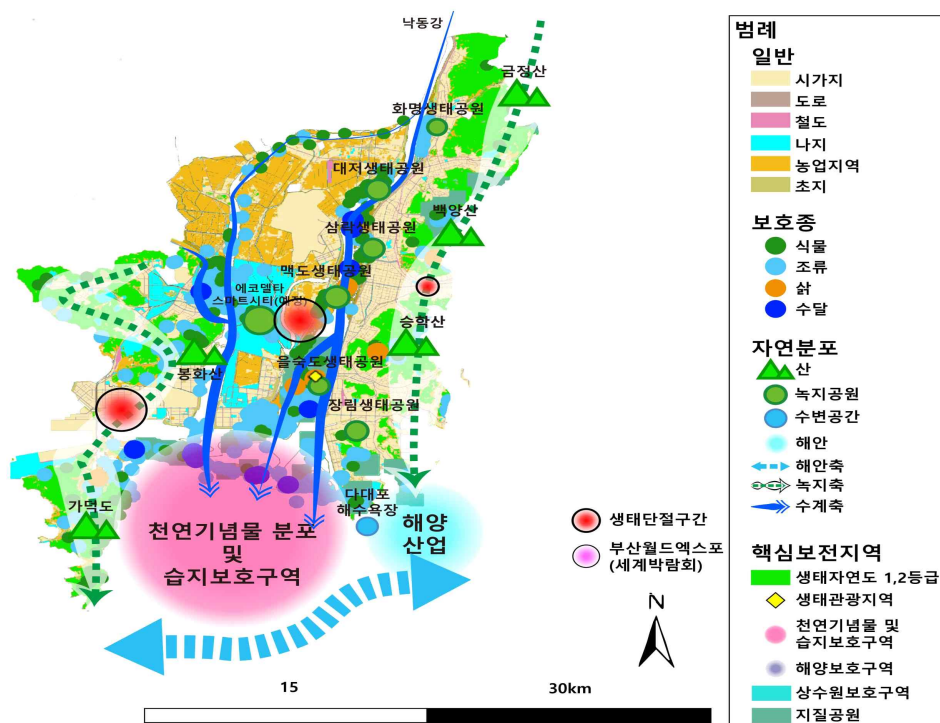 낙동강
금정산
화명생태공원
대저생태공원
백양산
삼락생태공원
맥도생태공원
에코델타
스마트시티(예정)
승학산
을숙도생태공원
봉화산
장림생태공원
가덕도
다대포
해수욕장
천연기념물 분포
및
습지보호구역
해양
산업
생태단절구간
부산월드엑스포
(세계박람회)
N
15
30km
범례
일반
시가지
도로
철도
나지
농업지역
초지
보호종
식물
조류
삵
수달
자연분포
산
녹지공원
수변공간
해안
해안축
녹지축
수계축
핵심보전지역
생태자연도 1,2등급
생태관광지역
천연기념물 및
습지보호구역
해양보호구역
상수원보호구역
지질공원